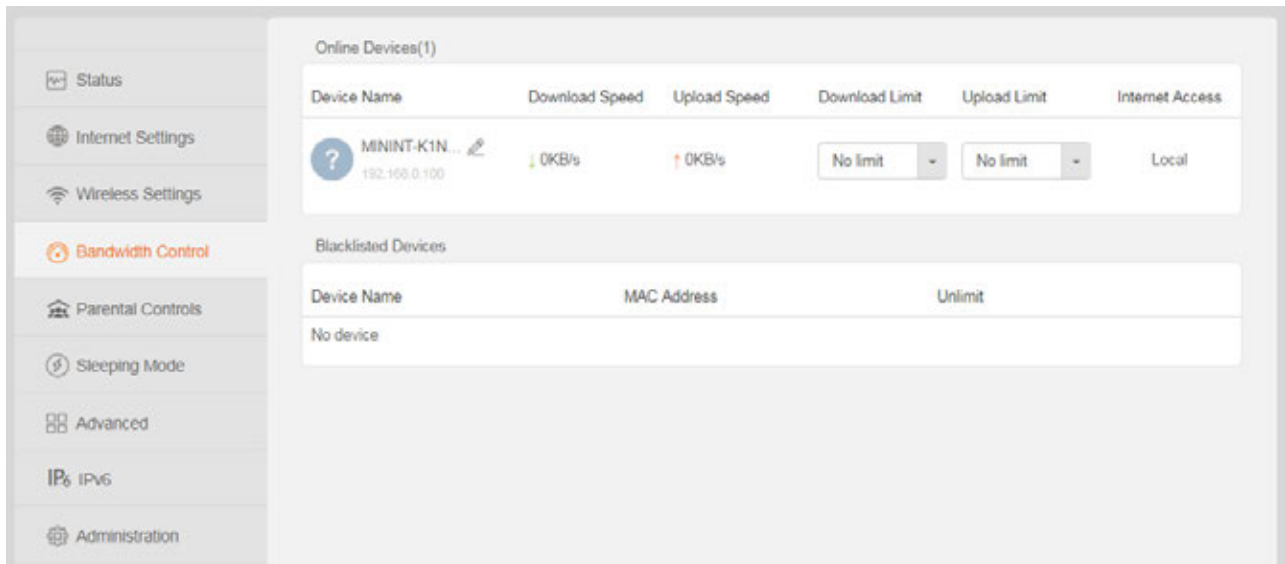 Online Devices(1)
Status
Device Name Download Speed Upload Speed Download Limit Upload Limit Internet Access
Internet Settings
? MININT-K1N... ↓ 0KB/s ↑ 0KB/s No limit No limit Local
192.168.0.100
Wireless Settings
Bandwidth Control
Blacklisted Devices
Device Name MAC Address Unlimit
Parental Controls
No device
Sleeping Mode
Advanced
IP6 IPv6
Administration